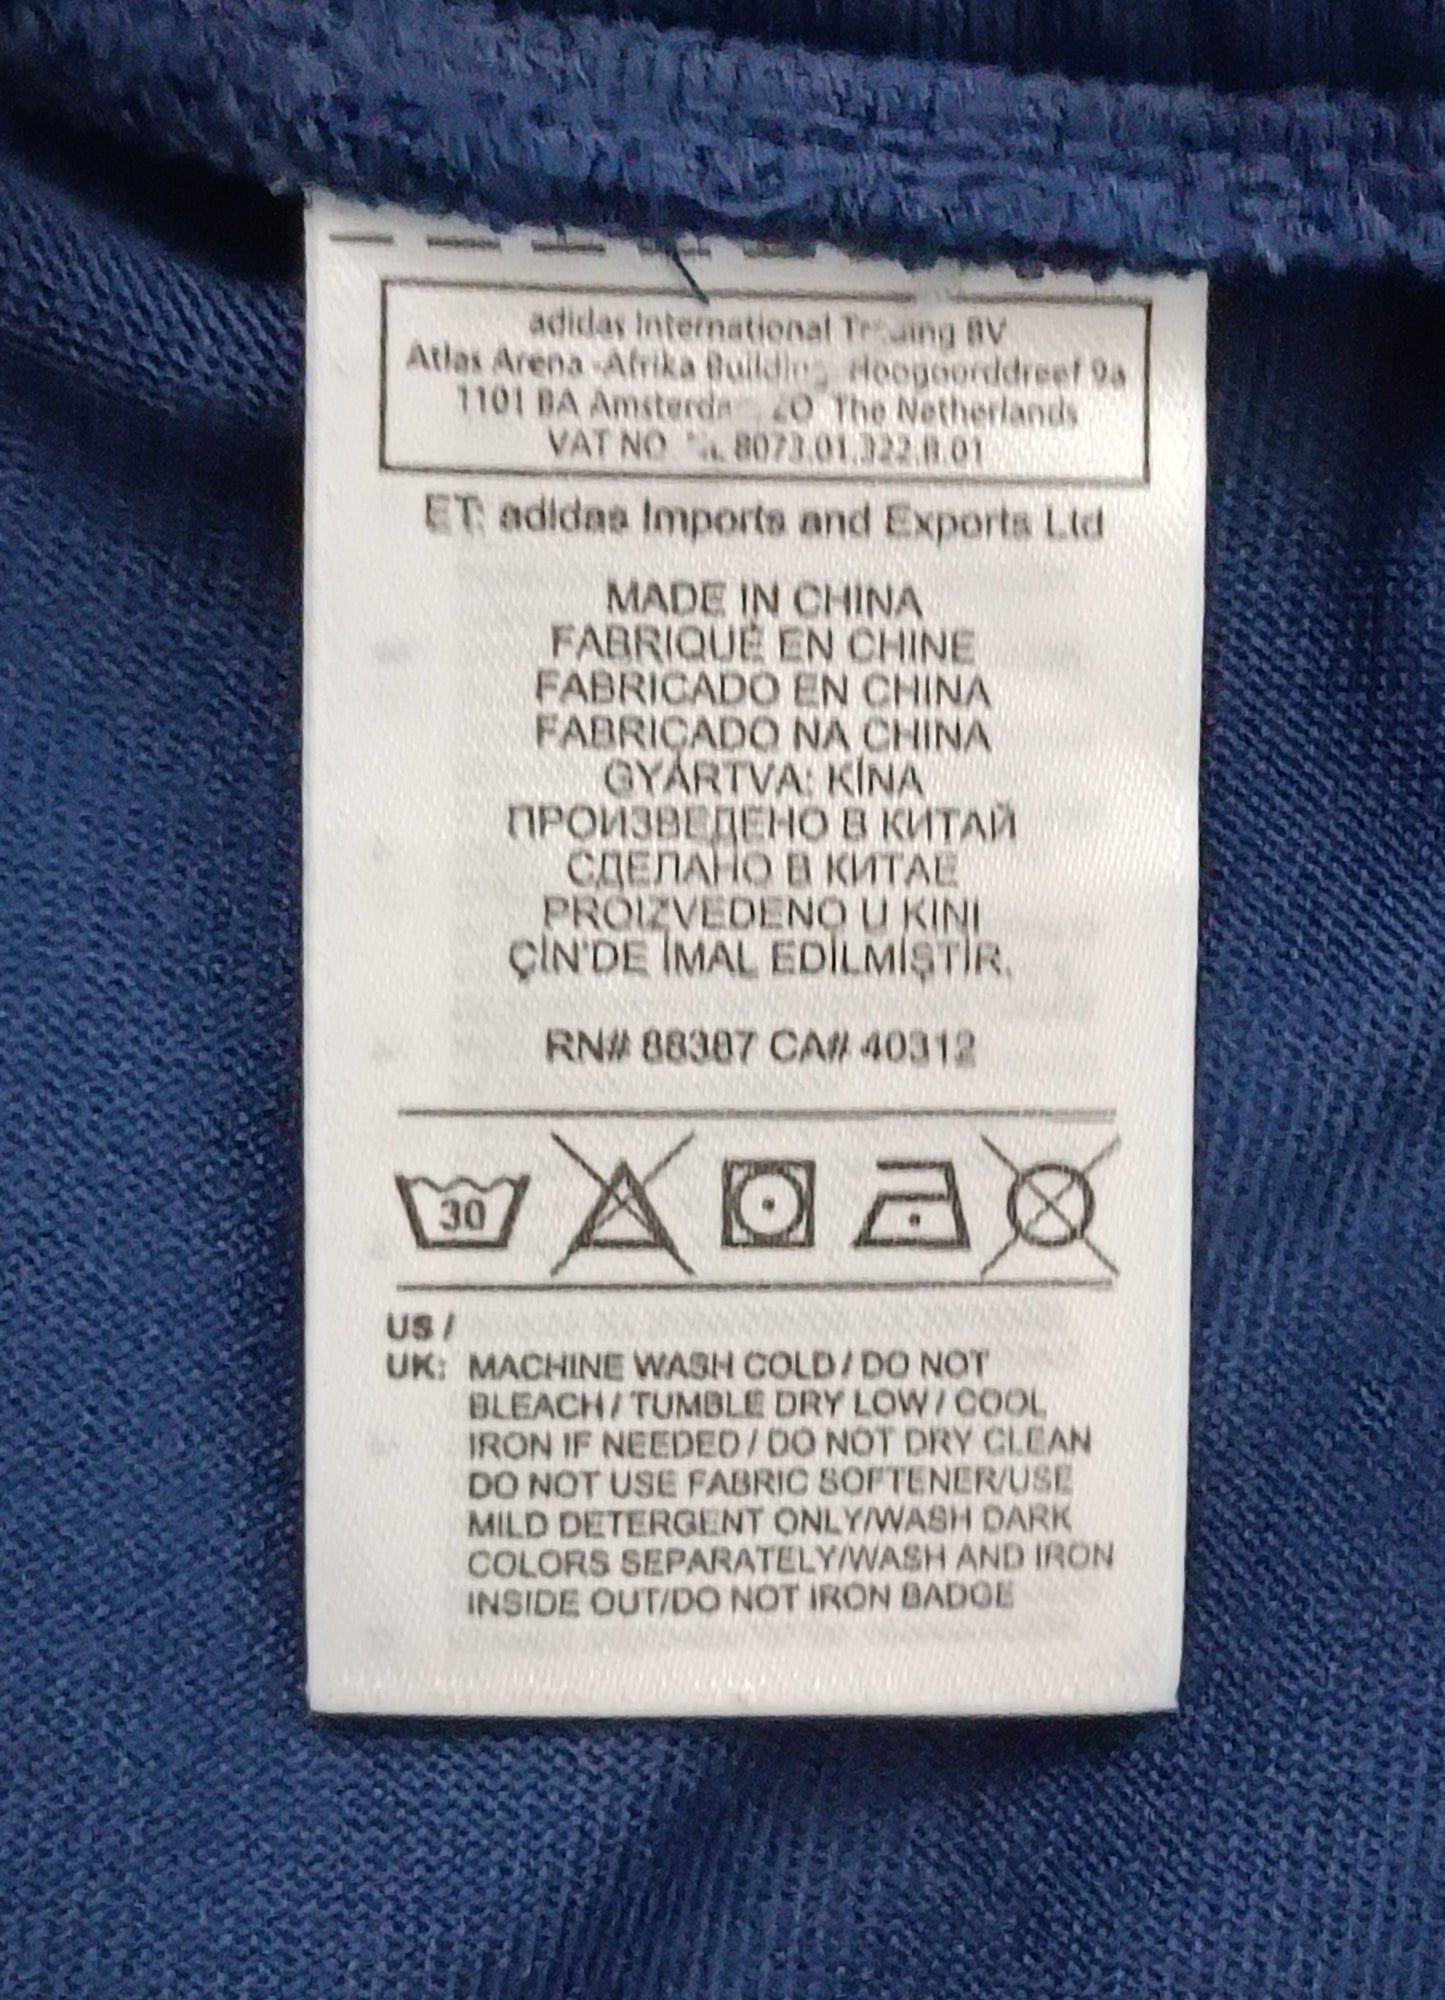 adidas International Trading BV
Atlas Arena -Afrika Building, Hoogoorddreef 9a
1101 BA Amsterdam ZO The Netherlands
VAT NO 8073.01.322.B.01
ET: adidas Imports and Exports Ltd
MADE IN CHINA
FABRIQUÉ EN CHINE
FABRICADO EN CHINA
FABRICADO NA CHINA
GYÁRTVA: KÍNA
ПРОИЗВЕДЕНО В КИТАЙ
СДЕЛАНО В КИТАЕ
PROIZVEDENO U KINI
ÇİN'DE İMAL EDİLMİŞTİR.
RN# 88387 CA# 40312
30
US /
UK: MACHINE WASH COLD / DO NOT
BLEACH / TUMBLE DRY LOW / COOL
IRON IF NEEDED / DO NOT DRY CLEAN
DO NOT USE FABRIC SOFTENER/USE
MILD DETERGENT ONLY/WASH DARK
COLORS SEPARATELY/WASH AND IRON
INSIDE OUT/DO NOT IRON BADGE